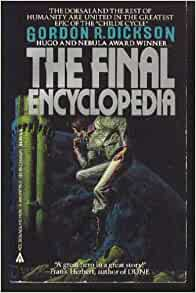 THE DORSAI AND THE REST OF
HUMANITY ARE UNITED IN THE GREATEST
EPIC OF THE "CHILDE CYCLE"
GORDON R. DICKSON
HUGO AND NEBULA AWARD WINNER
THE FINAL
ENCYCLOPEDIA
"A great hero in a great story!"
Frank Herbert, author of DUNE